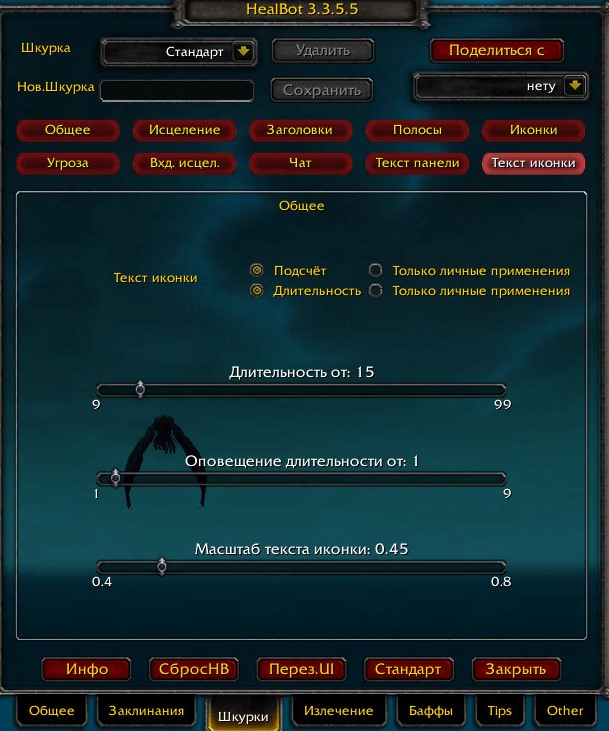 HealBot 3.3.5.5
Шкурка Стандарт Удалить Поделиться с
Нов.Шкурка Сохранить нету
Общее Исцеление Заголовки Полосы Иконки
Угроза Вхд. исцел. Чат Текст панели Текст иконки
Общее
Текст иконки Подсчёт Только личные применения
Длительность Только личные применения
Длительность от: 15
9 99
Оповещение длительности от: 1
1 9
Масштаб текста иконки: 0.45
0.4 0.8
Инфо СбросHB Перез.UI Стандарт Закрыть
Общее Заклинания Шкурки Излечение Баффы Tips Other